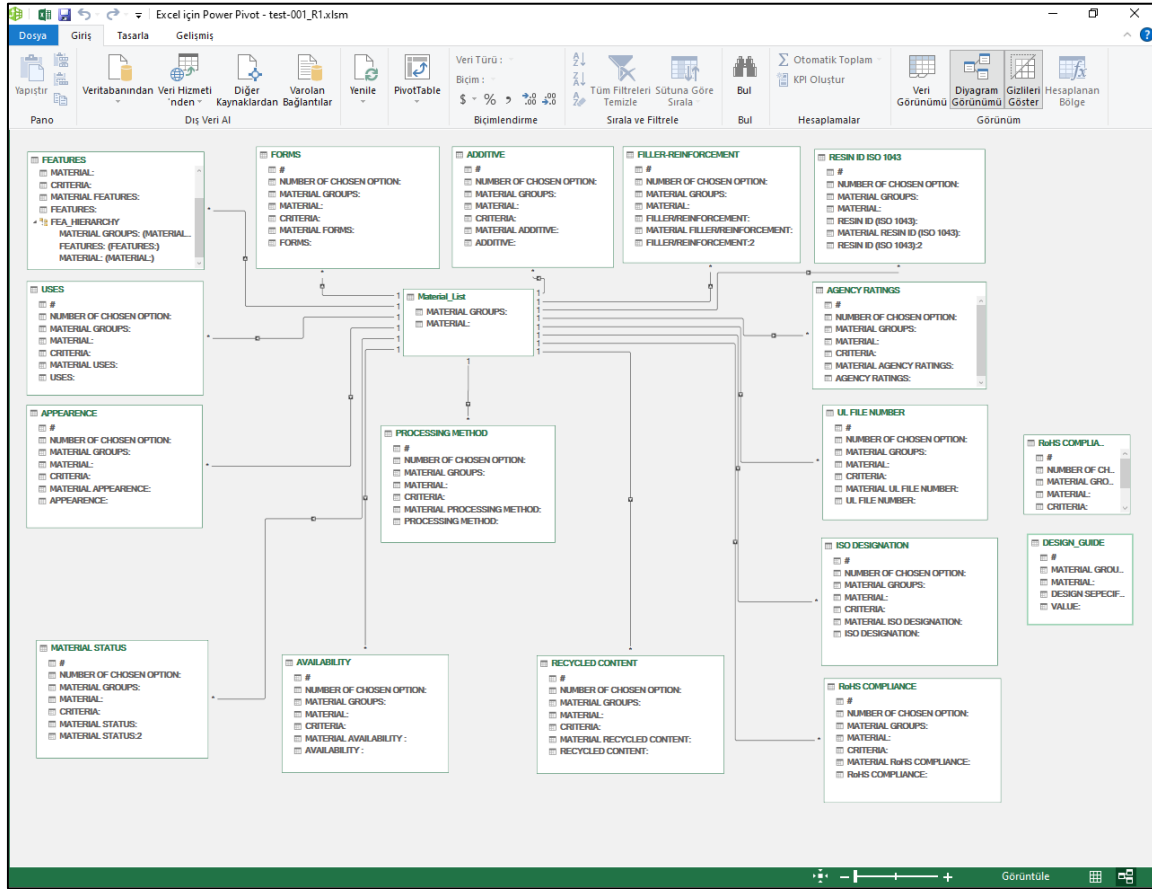 Excel için Power Pivot - test-001_R1.xlsm
Dosya
Giriş
Tasarla
Gelişmiş
Yapıştır
Veritabanından
Veri Hizmeti
'nden
Diğer
Kaynaklardan
Varolan
Bağlantılar
Yenile
PivotTable
Veri Türü :
Biçim :
$ % ,
Tüm Filtreleri
Temizle
Sütuna Göre
Sırala
Bul
Otomatik Toplam
KPI Oluştur
Veri
Görünümü
Diyagram
Görünümü
Gizlileri
Göster
Hesaplanan
Bölge
Pano
Dış Veri Al
Biçimlendirme
Sırala ve Filtrele
Bul
Hesaplamalar
Görünüm
FEATURES
MATERIAL:
CRITERIA:
MATERIAL FEATURES:
FEATURES:
FEA_HIERARCHY
MATERIAL GROUPS: (MATERIAL...
FEATURES: (FEATURES:)
MATERIAL: (MATERIAL:)
FORMS
#
NUMBER OF CHOSEN OPTION:
MATERIAL GROUPS:
MATERIAL:
CRITERIA:
MATERIAL FORMS:
FORMS:
ADDITIVE
#
NUMBER OF CHOSEN OPTION:
MATERIAL GROUPS:
MATERIAL:
CRITERIA:
MATERIAL ADDITIVE:
ADDITIVE:
FILLER-REINFORCEMENT
#
NUMBER OF CHOSEN OPTION:
MATERIAL GROUPS:
MATERIAL:
FILLER/REINFORCEMENT:
MATERIAL FILLER/REINFORCEMENT:
FILLER/REINFORCEMENT:2
RESIN ID ISO 1043
#
NUMBER OF CHOSEN OPTION:
MATERIAL GROUPS:
MATERIAL:
RESIN ID (ISO 1043):
MATERIAL RESIN ID (ISO 1043):
RESIN ID (ISO 1043):2
USES
#
NUMBER OF CHOSEN OPTION:
MATERIAL GROUPS:
MATERIAL:
CRITERIA:
MATERIAL USES:
USES:
Material_List
MATERIAL GROUPS:
MATERIAL:
AGENCY RATINGS
#
NUMBER OF CHOSEN OPTION:
MATERIAL GROUPS:
MATERIAL:
CRITERIA:
MATERIAL AGENCY RATINGS:
AGENCY RATINGS:
APPEARENCE
#
NUMBER OF CHOSEN OPTION:
MATERIAL GROUPS:
MATERIAL:
CRITERIA:
MATERIAL APPEARENCE:
APPEARENCE:
PROCESSING METHOD
#
NUMBER OF CHOSEN OPTION:
MATERIAL GROUPS:
MATERIAL:
CRITERIA:
MATERIAL PROCESSING METHOD:
PROCESSING METHOD:
UL FILE NUMBER
#
NUMBER OF CHOSEN OPTION:
MATERIAL GROUPS:
MATERIAL:
CRITERIA:
MATERIAL UL FILE NUMBER:
UL FILE NUMBER:
RoHS COMPLIA..
#
NUMBER OF CH...
MATERIAL GRO...
MATERIAL:
CRITERIA:
ISO DESIGNATION
#
NUMBER OF CHOSEN OPTION:
MATERIAL GROUPS:
MATERIAL:
CRITERIA:
MATERIAL ISO DESIGNATION:
ISO DESIGNATION:
DESIGN_GUIDE
#
MATERIAL GROU...
MATERIAL:
DESIGN SEPECIF...
VALUE:
MATERIAL STATUS
#
NUMBER OF CHOSEN OPTION:
MATERIAL GROUPS:
MATERIAL:
CRITERIA:
MATERIAL STATUS:
MATERIAL STATUS:2
AVAILABILITY
#
NUMBER OF CHOSEN OPTION:
MATERIAL GROUPS:
MATERIAL:
CRITERIA:
MATERIAL AVAILABILITY :
AVAILABILITY :
RECYCLED CONTENT
#
NUMBER OF CHOSEN OPTION:
MATERIAL GROUPS:
MATERIAL:
CRITERIA:
MATERIAL RECYCLED CONTENT:
RECYCLED CONTENT:
RoHS COMPLIANCE
#
NUMBER OF CHOSEN OPTION:
MATERIAL GROUPS:
MATERIAL:
CRITERIA:
MATERIAL RoHS COMPLIANCE:
RoHS COMPLIANCE:
Görüntüle